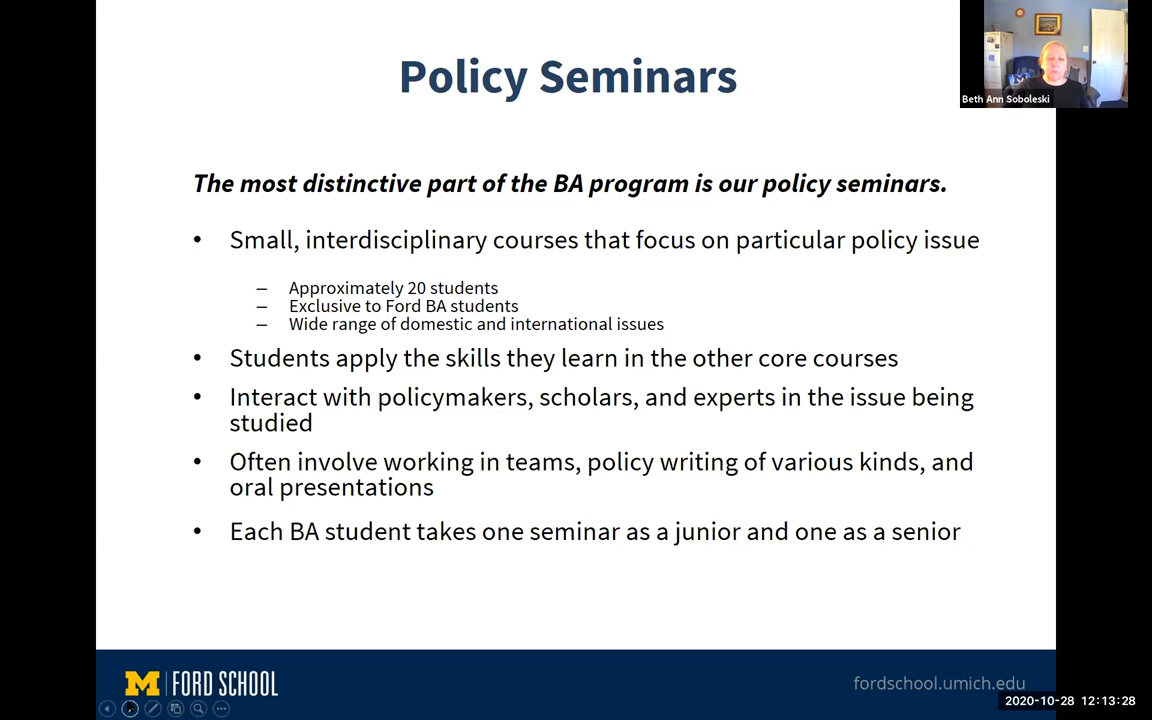 Policy Seminars
Beth Ann Soboleski
The most distinctive part of the BA program is our policy seminars.
• Small, interdisciplinary courses that focus on particular policy issue
– Approximately 20 students
– Exclusive to Ford BA students
– Wide range of domestic and international issues
• Students apply the skills they learn in the other core courses
• Interact with policymakers, scholars, and experts in the issue being
studied
• Often involve working in teams, policy writing of various kinds, and
oral presentations
• Each BA student takes one seminar as a junior and one as a senior
M | FORD SCHOOL
fordschool.umich.edu
2020-10-28 12:13:28